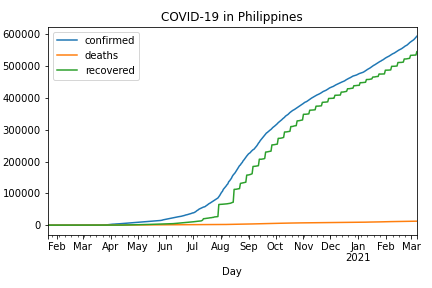 COVID-19 in Philippines
confirmed
deaths
recovered
600000
500000
400000
300000
200000
100000
0
Feb Mar Apr May Jun Jul Aug Sep Oct Nov Dec Jan Feb Mar
2021
Day